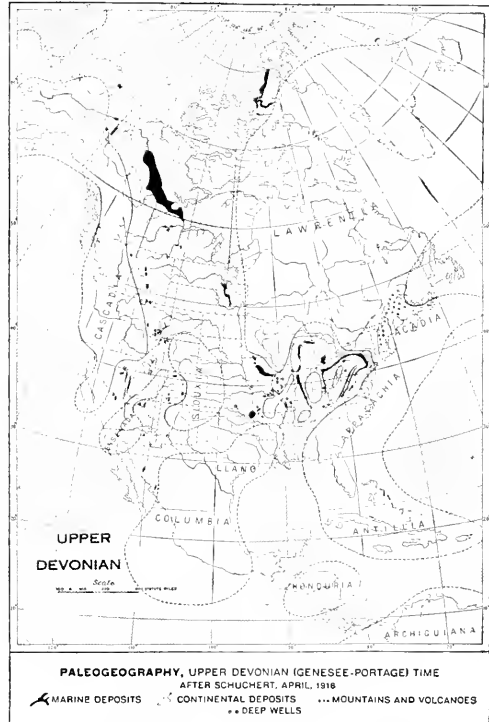 LAWRENTIA
CASCADIA
ACADIA
SIOUXIA
APPALACHIA
LLANO
COLUMBIA
ANTILLIA
UPPER
DEVONIAN
Scale
HONDURIA
ARCHIGUIANA
PALEOGEOGRAPHY, UPPER DEVONIAN (GENESEE-PORTAGE) TIME
AFTER SCHUCHERT, APRIL, 1916
MARINE DEPOSITS CONTINENTAL DEPOSITS MOUNTAINS AND VOLCANOES
DEEP WELLS